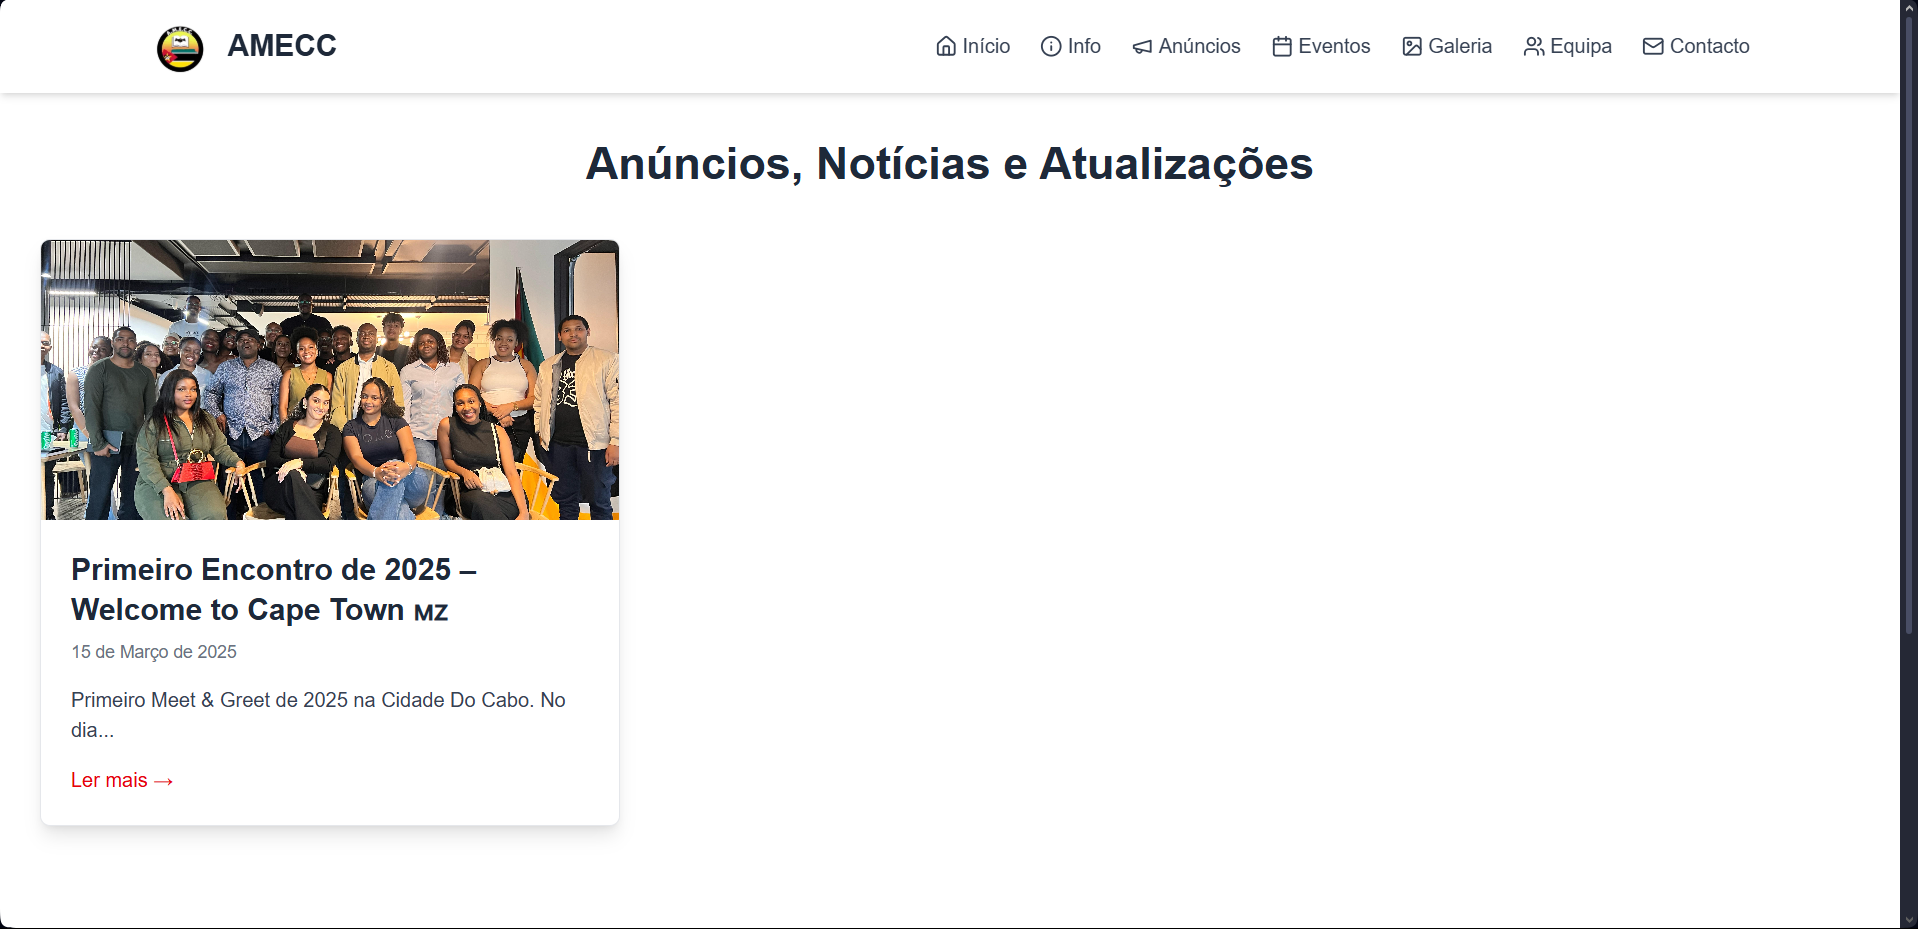 AMECC
AMECC
Início
Info
Anúncios
Eventos
Galeria
Equipa
Contacto
Anúncios, Notícias e Atualizações
Primeiro Encontro de 2025 –
Welcome to Cape Town MZ
15 de Março de 2025
Primeiro Meet & Greet de 2025 na Cidade Do Cabo. No
dia...
Ler mais →